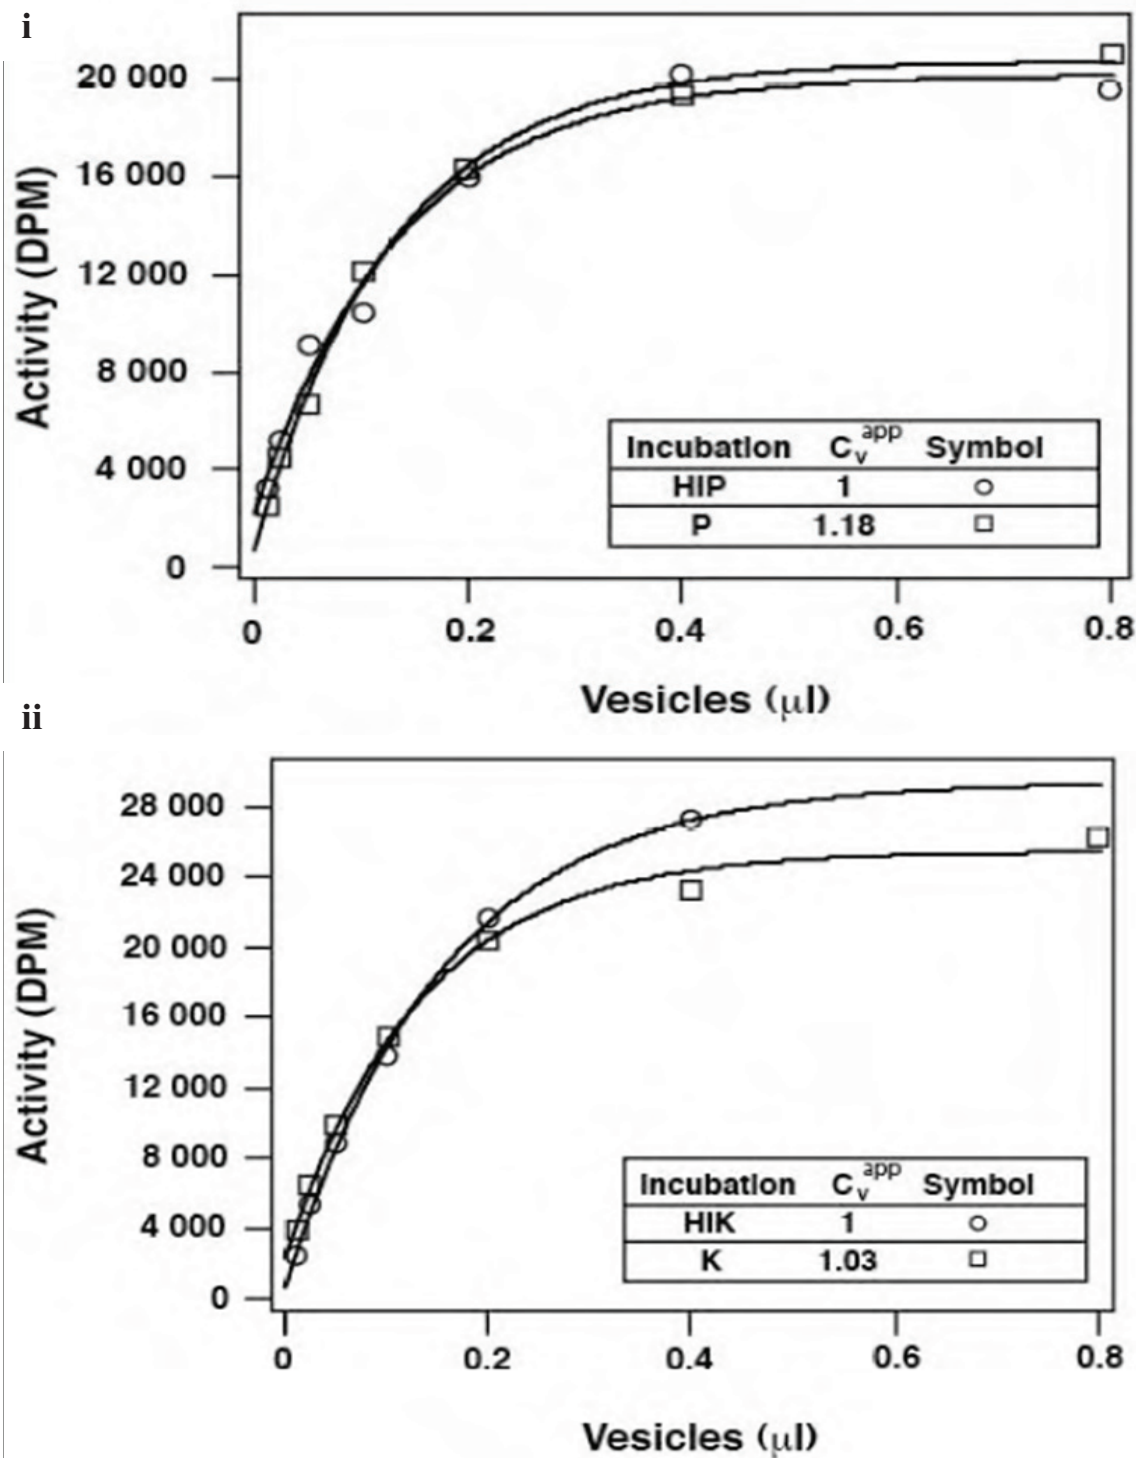 i
Activity (DPM)
20 000
16 000
12 000
8 000
4 000
0
Incubation Cv app Symbol
HIP 1
P 1.18
0 0.2 0.4 0.6 0.8
Vesicles (μl)
ii
Activity (DPM)
28 000
24 000
20 000
16 000
12 000
8 000
4 000
0
Incubation Cv app Symbol
HIK 1
K 1.03
0 0.2 0.4 0.6 0.8
Vesicles (μl)